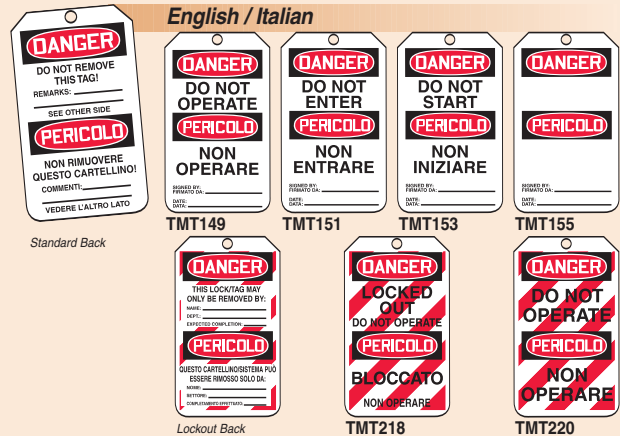 English / Italian
DANGER
DO NOT REMOVE
THIS TAG!
REMARKS:
SEE OTHER SIDE
PERICOLO
NON RIMUOVERE
QUESTO CARTELLINO!
COMMENTI:
VEDERE L'ALTRO LATO
Standard Back
DANGER
DO NOT
OPERATE
PERICOLO
NON
OPERARE
SIGNED BY:
FIRMATO DA:
DATE:
DATA:
TMT149
DANGER
DO NOT
ENTER
PERICOLO
NON
ENTRARE
SIGNED BY:
FIRMATO DA:
DATE:
DATA:
TMT151
DANGER
DO NOT
START
PERICOLO
NON
INIZIARE
SIGNED BY:
FIRMATO DA:
DATE:
DATA:
TMT153
DANGER
PERICOLO
SIGNED BY:
FIRMATO DA:
DATE:
DATA:
TMT155
DANGER
THIS LOCK/TAG MAY
ONLY BE REMOVED BY:
NAME:
DEPT.:
EXPECTED COMPLETION:
PERICOLO
QUESTO CARTELLINO/SISTEMA PUÒ
ESSERE RIMOSSO SOLO DA:
NOME:
SETTORE:
COMPLETAMENTO EFFETTUATO:
Lockout Back
DANGER
LOCKED
OUT
DO NOT OPERATE
PERICOLO
BLOCCATO
NON OPERARE
TMT218
DANGER
DO NOT
OPERATE
PERICOLO
NON
OPERARE
TMT220